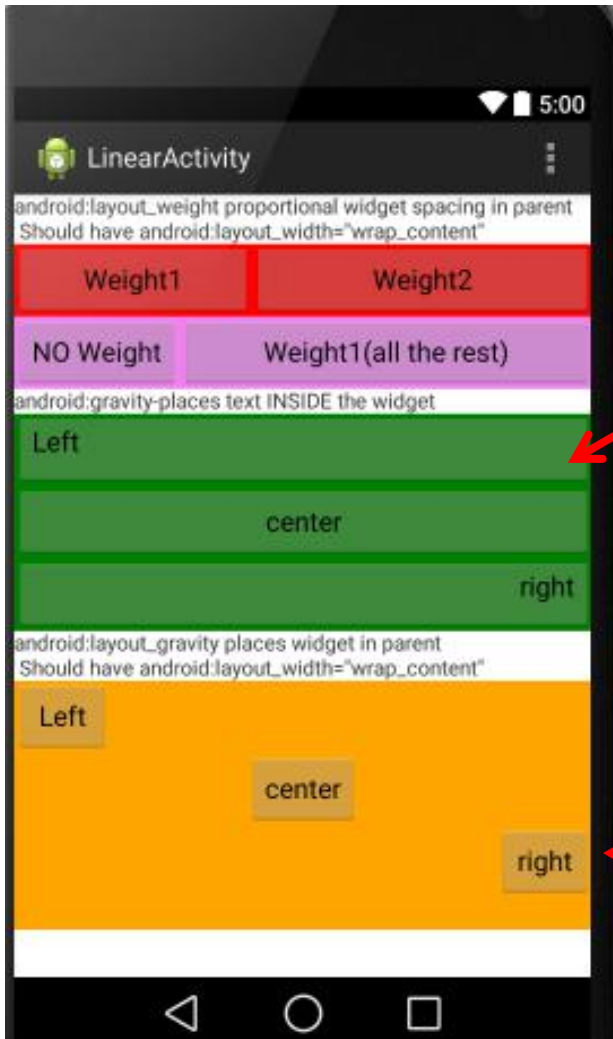 5:00
LinearActivity
android:layout_weight proportional widget spacing in parent
Should have android:layout_width="wrap_content"
Weight1 Weight2
NO Weight Weight1(all the rest)
android:gravity-places text INSIDE the widget
Left
center
right
android:layout_gravity places widget in parent
Should have android:layout_width="wrap_content"
Left
center
right